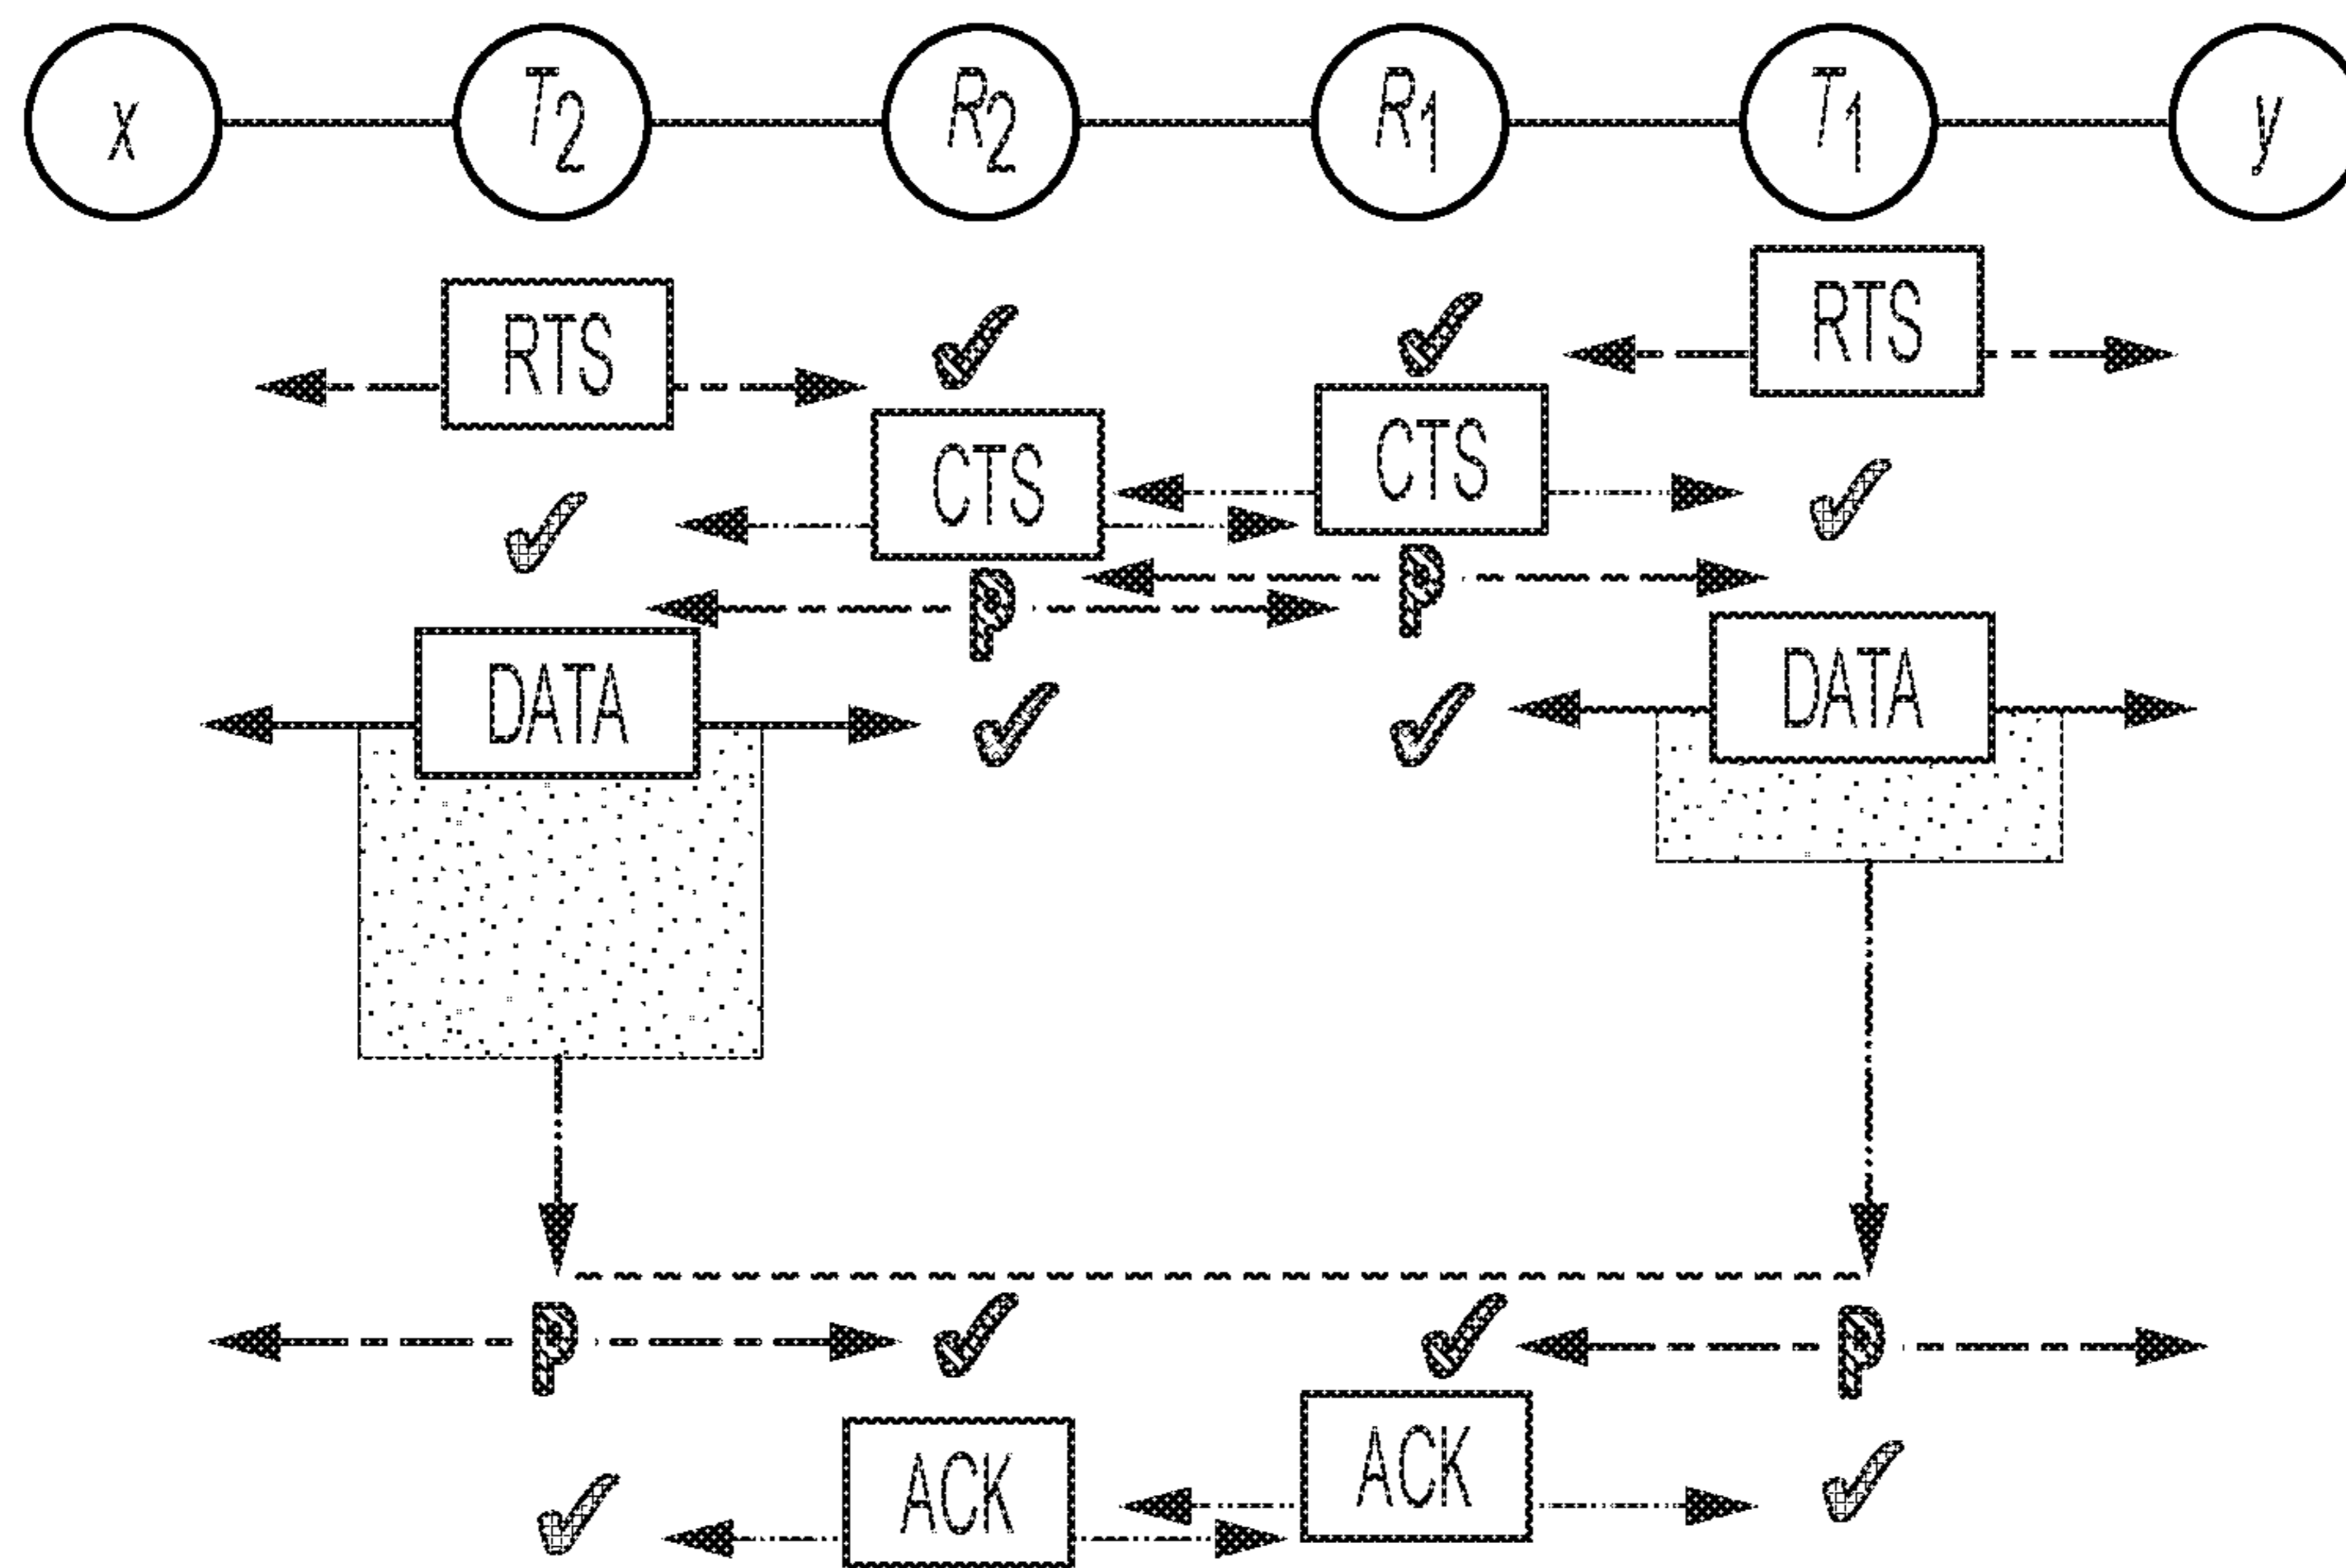 x T2 R2 R1 T1 y
RTS RTS
CTS CTS
P P
DATA DATA
P P
ACK ACK